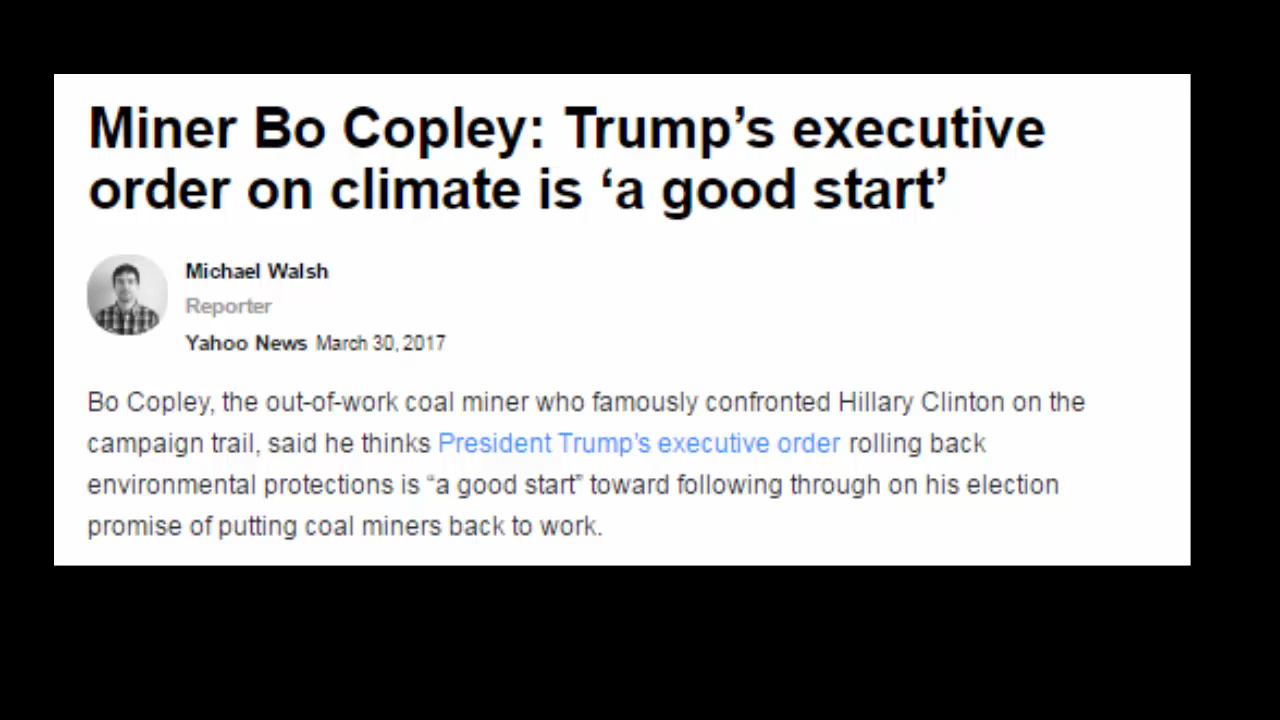 Miner Bo Copley: Trump’s executive
order on climate is ‘a good start’
Michael Walsh
Reporter
Yahoo News March 30, 2017
Bo Copley, the out-of-work coal miner who famously confronted Hillary Clinton on the
campaign trail, said he thinks President Trump’s executive order rolling back
environmental protections is “a good start” toward following through on his election
promise of putting coal miners back to work.